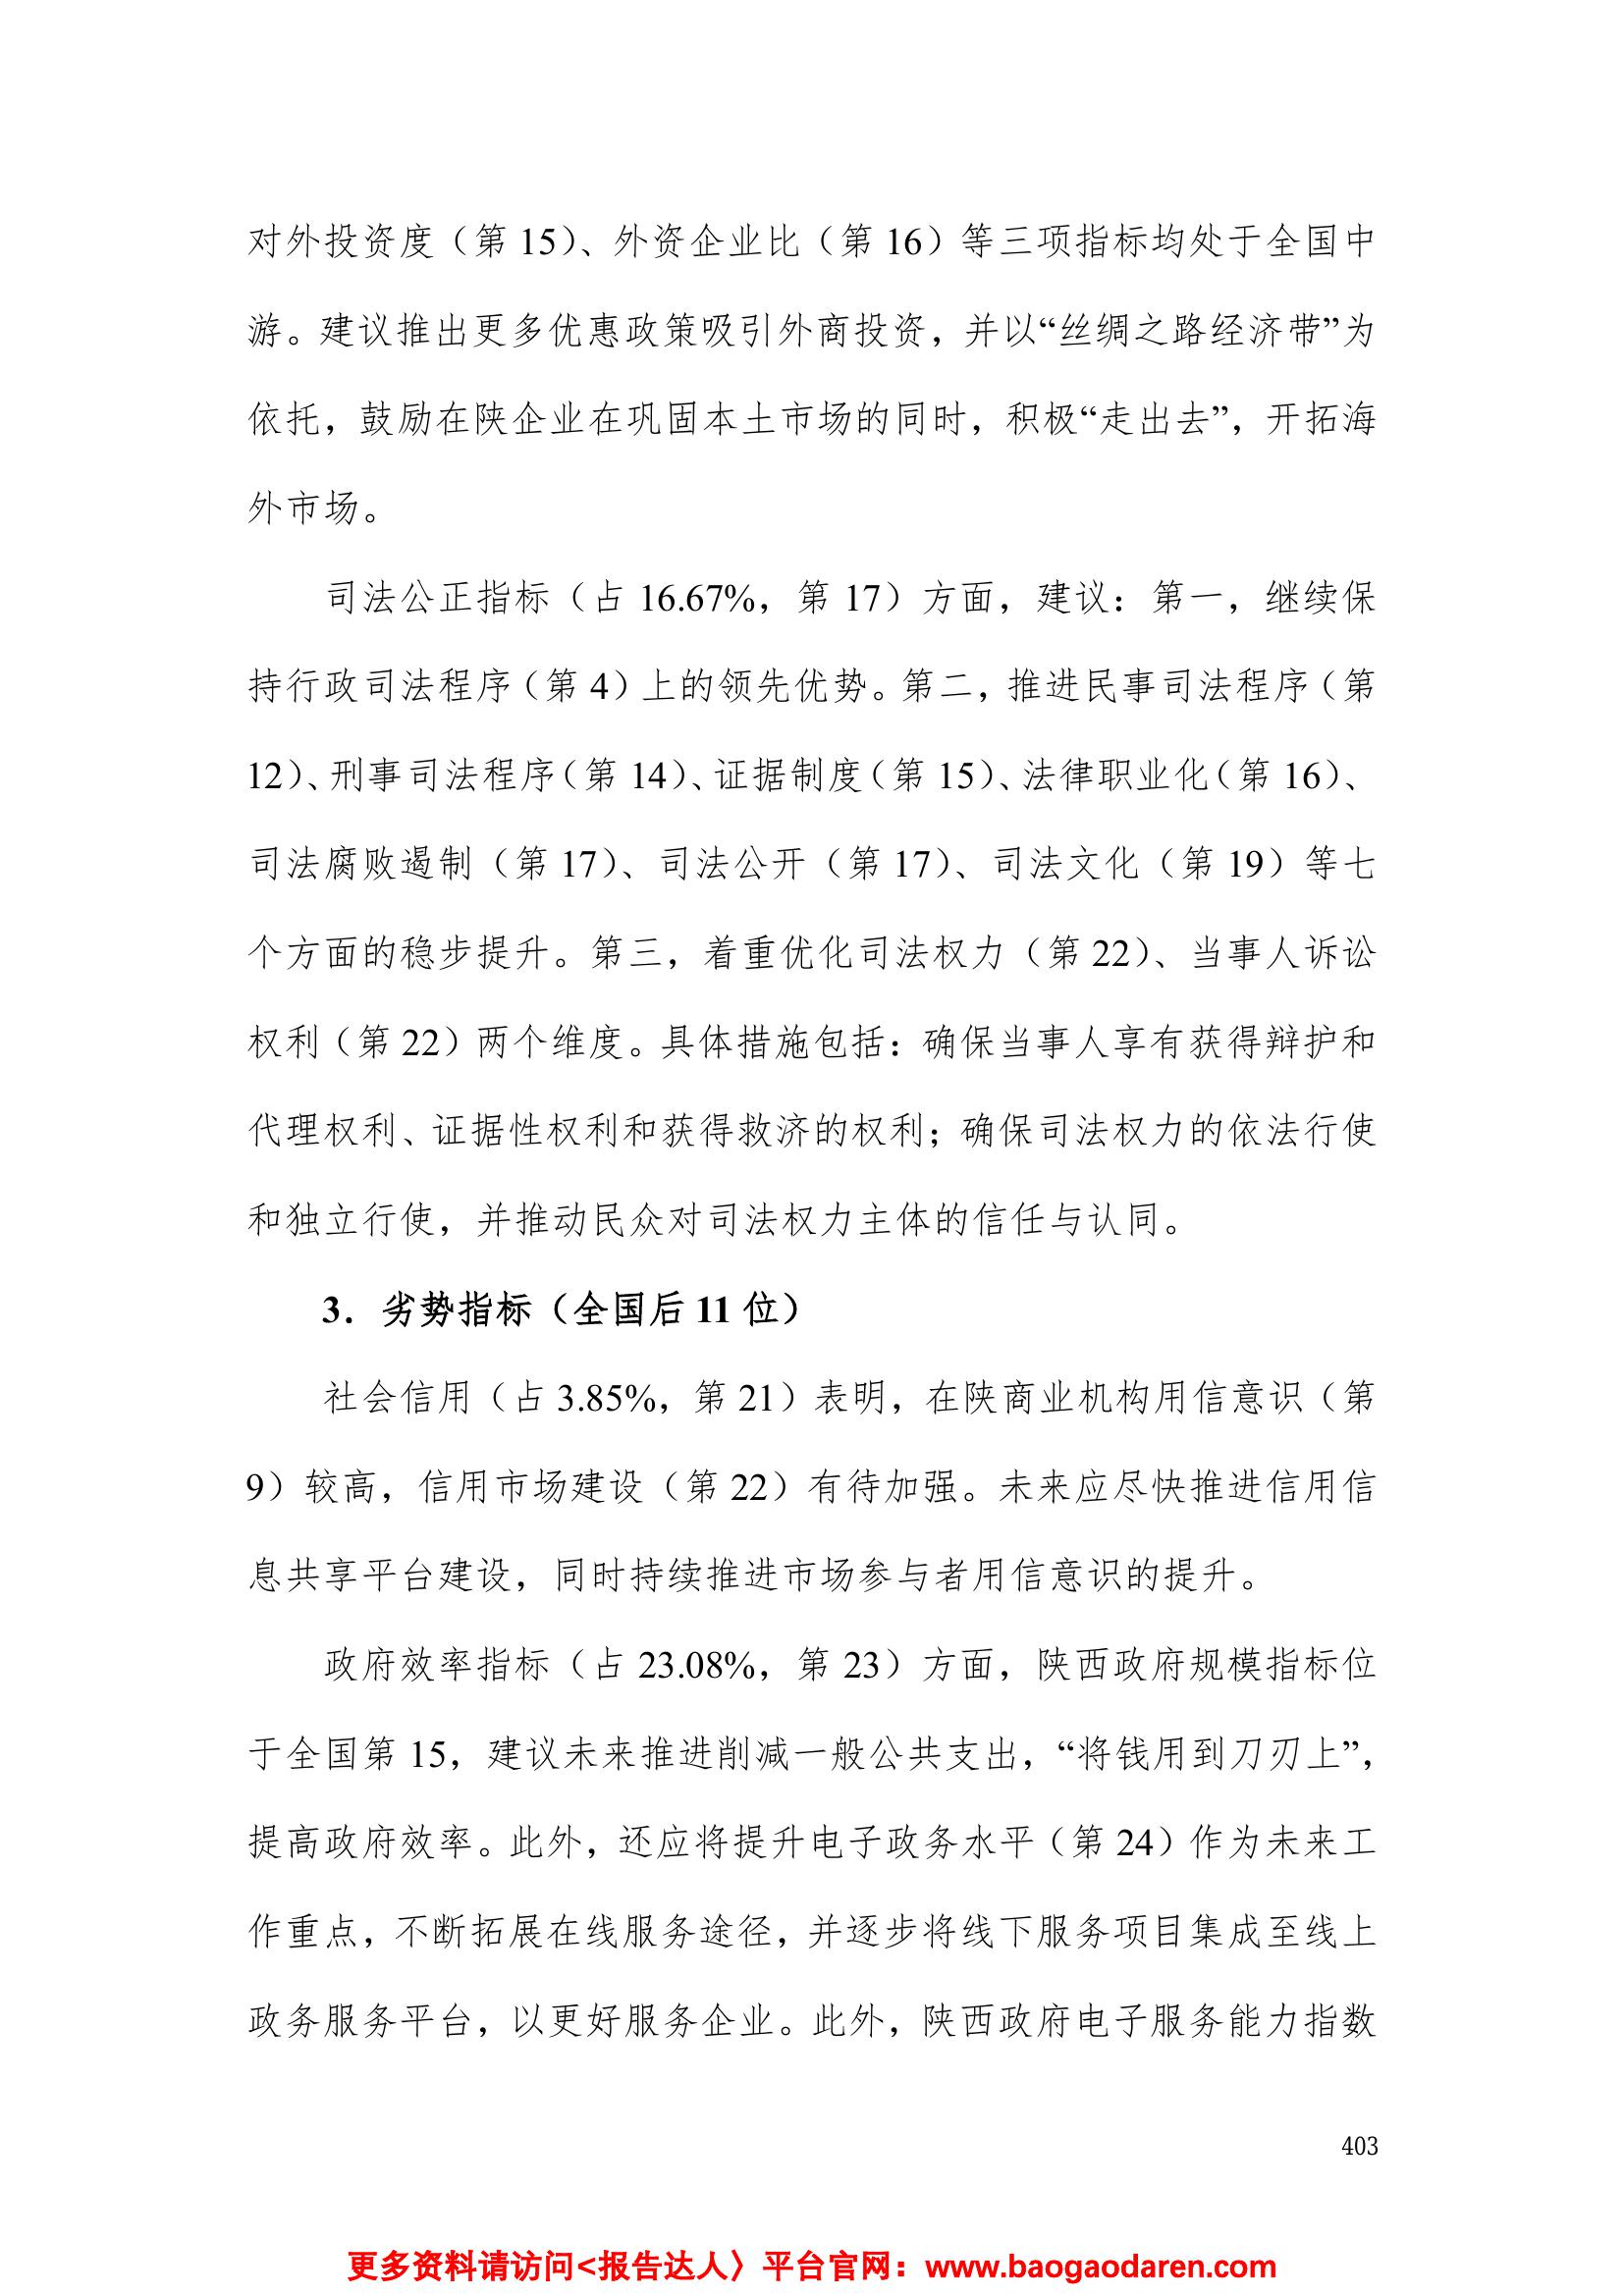 对外投资度（第 15）、外资企业比（第 16）等三项指标均处于全国中
游。建议推出更多优惠政策吸引外商投资，并以“丝绸之路经济带”为
依托，鼓励在陕企业在巩固本土市场的同时，积极“走出去”，开拓海
外市场。
司法公正指标（占 16.67%，第 17）方面，建议：第一，继续保
持行政司法程序（第 4）上的领先优势。第二，推进民事司法程序（第
12）、刑事司法程序（第 14）、证据制度（第 15）、法律职业化（第 16）、
司法腐败遏制（第 17）、司法公开（第 17）、司法文化（第 19）等七
个方面的稳步提升。第三，着重优化司法权力（第 22）、当事人诉讼
权利（第 22）两个维度。具体措施包括：确保当事人享有获得辩护和
代理权利、证据性权利和获得救济的权利；确保司法权力的依法行使
和独立行使，并推动民众对司法权力主体的信任与认同。
3．劣势指标（全国后 11 位）
社会信用（占 3.85%，第 21）表明，在陕商业机构用信意识（第
9）较高，信用市场建设（第 22）有待加强。未来应尽快推进信用信
息共享平台建设，同时持续推进市场参与者用信意识的提升。
政府效率指标（占 23.08%，第 23）方面，陕西政府规模指标位
于全国第 15，建议未来推进削减一般公共支出，“将钱用到刀刃上”，
提高政府效率。此外，还应将提升电子政务水平（第 24）作为未来工
作重点，不断拓展在线服务途径，并逐步将线下服务项目集成至线上
政务服务平台，以更好服务企业。此外，陕西政府电子服务能力指数
403
更多资料请访问<报告达人〉平台官网：www.baogaodaren.com